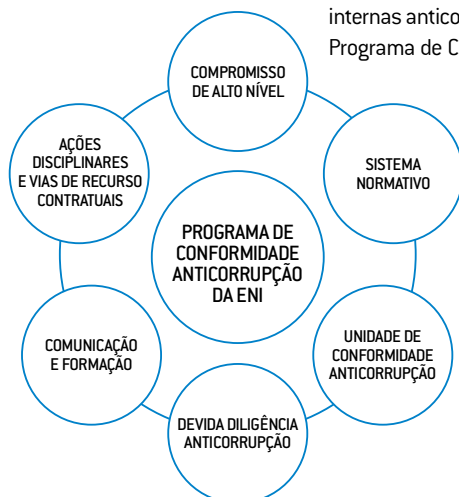 internas antico
Programa de C
COMPROMISSO
DE ALTO NÍVEL
SISTEMA
NORMATIVO
UNIDADE DE
CONFORMIDADE
ANTICORRUPÇÃO
DEVIDA DILIGÊNCIA
ANTICORRUPÇÃO
COMUNICAÇÃO
E FORMAÇÃO
AÇÕES
DISCIPLINARES
E VIAS DE RECURSO
CONTRATUAIS
PROGRAMA DE
CONFORMIDADE
ANTICORRUPÇÃO
DA ENI